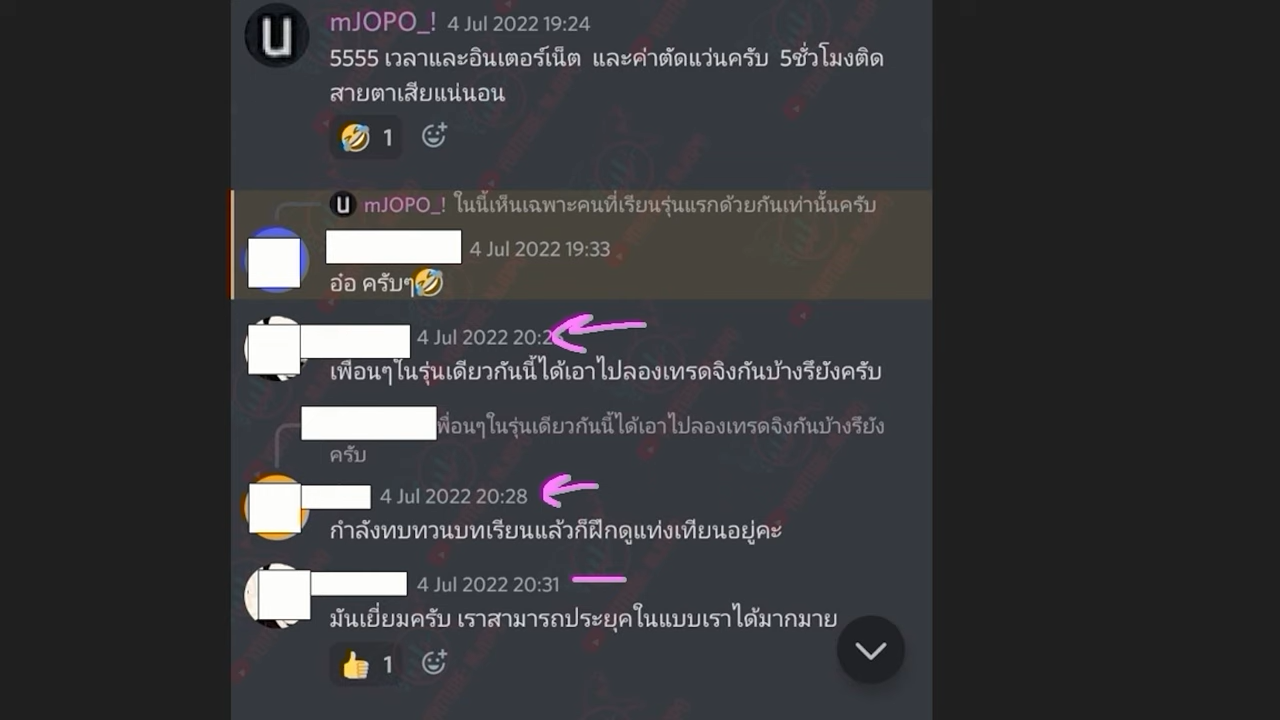 mJOPO_! 4 Jul 2022 19:24
5555 เวลาและอินเตอร์เน็ต และค่าตัดแว่นครับ 5ชั่วโมงติด
สายตาเสียแน่นอน
🤣 1
U mJOPO_! ในนี้เห็นเฉพาะคนที่เรียนรุ่นแรกด้วยกันเท่านั้นครับ
4 Jul 2022 19:33
อ๋อ ครับๆ🤣
4 Jul 2022 20:2
เพื่อนๆในรุ่นเดียวกันนี้ได้เอาไปลองเทรดจิงกันบ้างรึยังครับ
พื่อนๆในรุ่นเดียวกันนี้ได้เอาไปลองเทรดจิงกันบ้างรึยัง
ครับ
4 Jul 2022 20:28
กำลังทบทวนบทเรียนแล้วก็ฝึกดูแท่งเทียนอยู่คะ
4 Jul 2022 20:31
มันเยี่ยมครับ เราสามารถประยุคในแบบเราได้มากมาย
👍 1